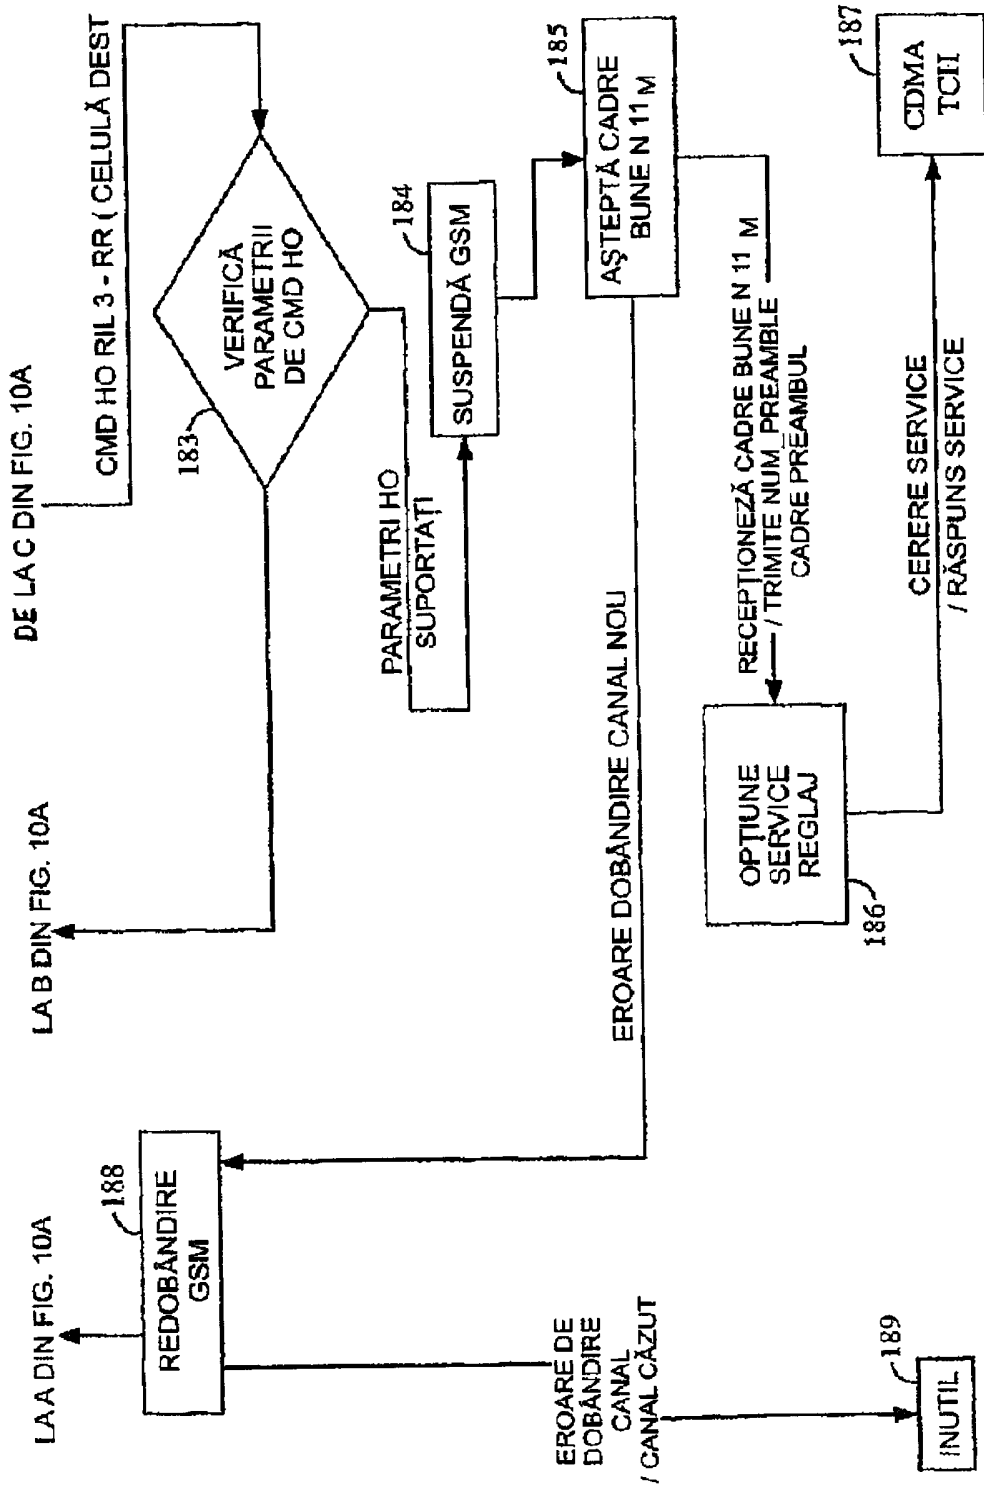 DE LA C DIN FIG. 10A
CMD HO RIL 3 - RR ( CELULĂ DEST
LA B DIN FIG. 10A
183
VERIFICĂ
PARAMETRII
DE CMD HO
PARAMETRI HO
SUPORTAȚI
184
SUSPENDĂ GSM
185
AȘTEPTĂ CADRE
BUNE N 11 M
EROARE DOBÂNDIRE CANAL NOU
RECEPȚIONEZĂ CADRE BUNE N 11 M
/ TRIMITE NUM_PREAMBLE
CADRE PREAMBUL
OPȚIUNE
SERVICE
REGLAJ
186
CERERE SERVICE
/ RĂSPUNS SERVICE
187
CDMA
TCH
LA A DIN FIG. 10A
188
REDOBÂNDIRE
GSM
EROARE DE
DOBÂNDIRE
CANAL
/ CANAL CĂZUT
189
INUTIL